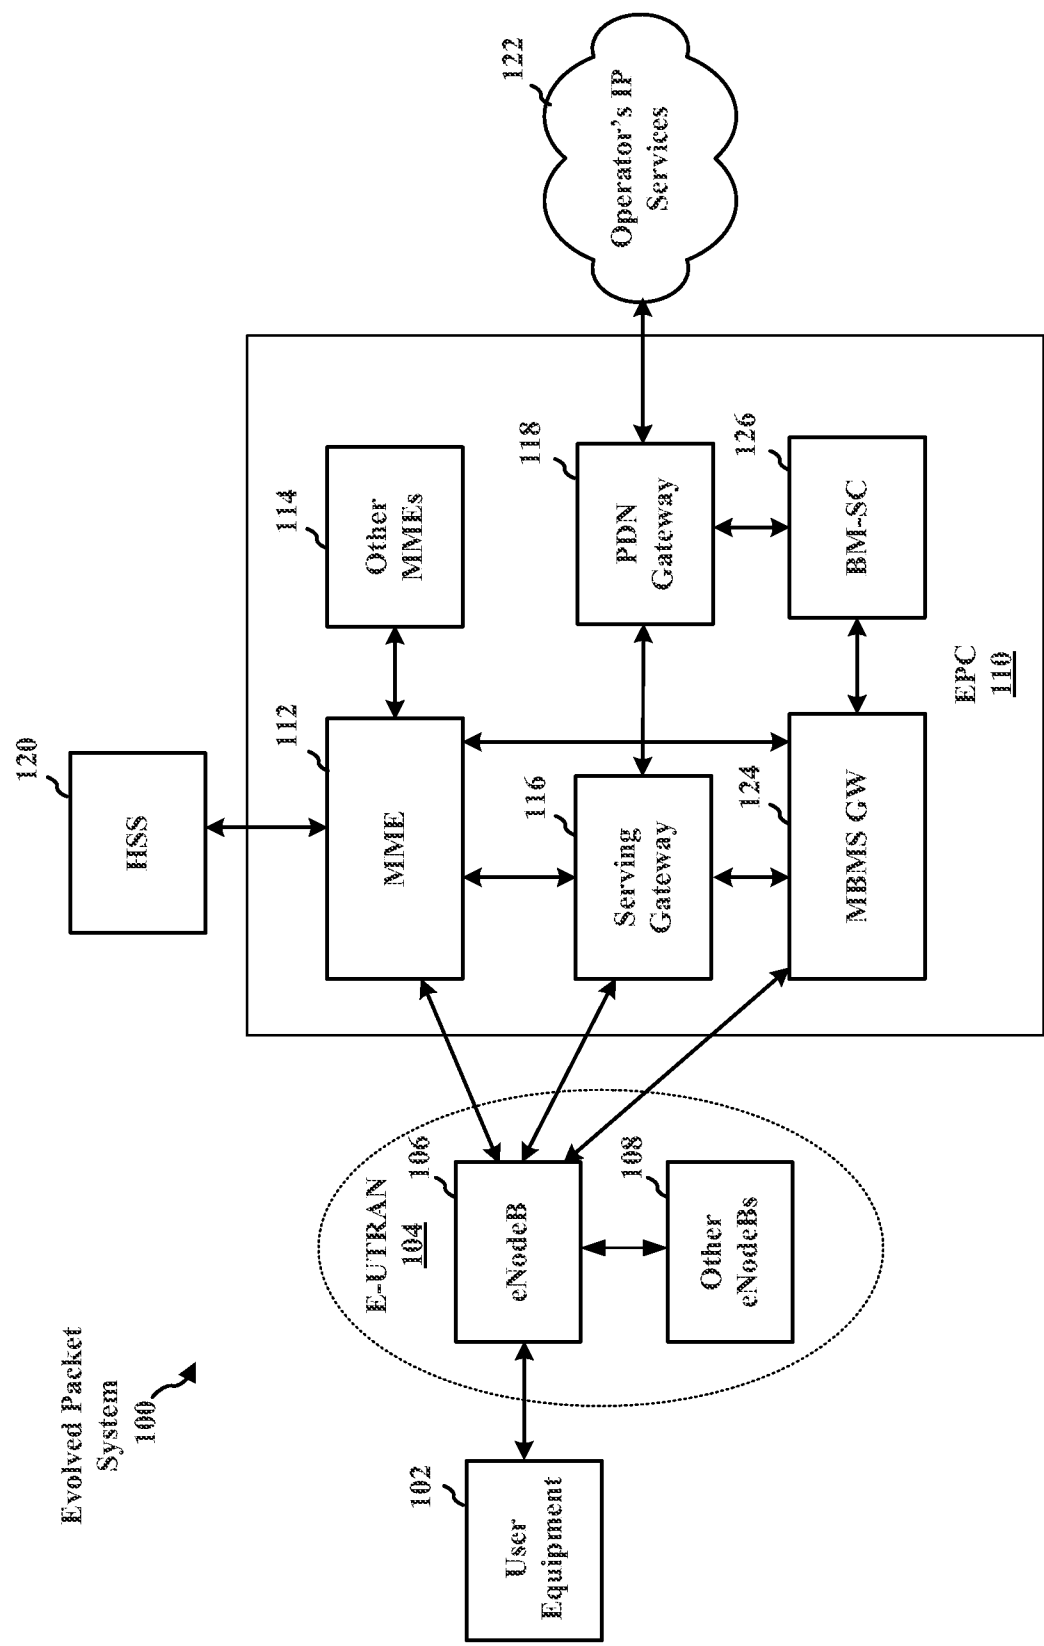 Evolved Packet
System
100
120
HSS
122
Operator's IP
Services
112
MME
114
Other
MMEs
E-UTRAN
104
106
eNodeB
108
Other
eNodeBs
102
User
Equipment
116
Serving
Gateway
118
PDN
Gateway
124
MBMS GW
126
BM-SC
EPC
110